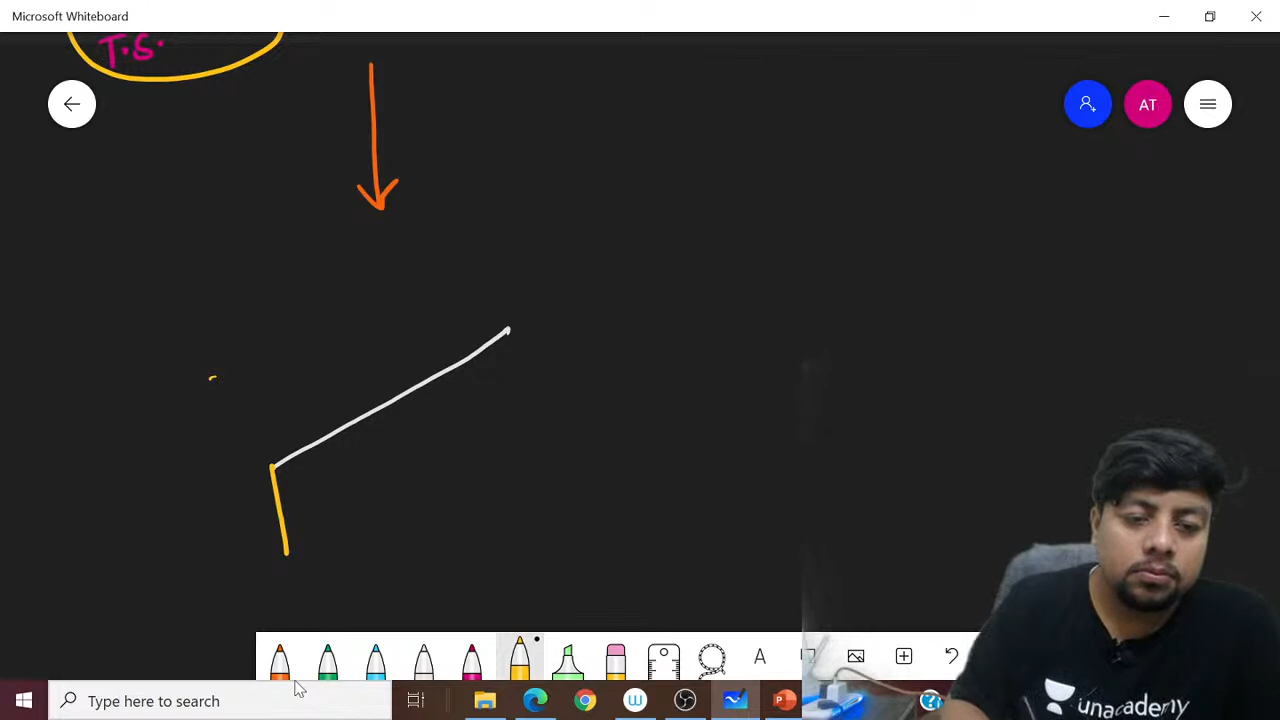 Microsoft Whiteboard
T.S.
AT
A
Type here to search
unacademy